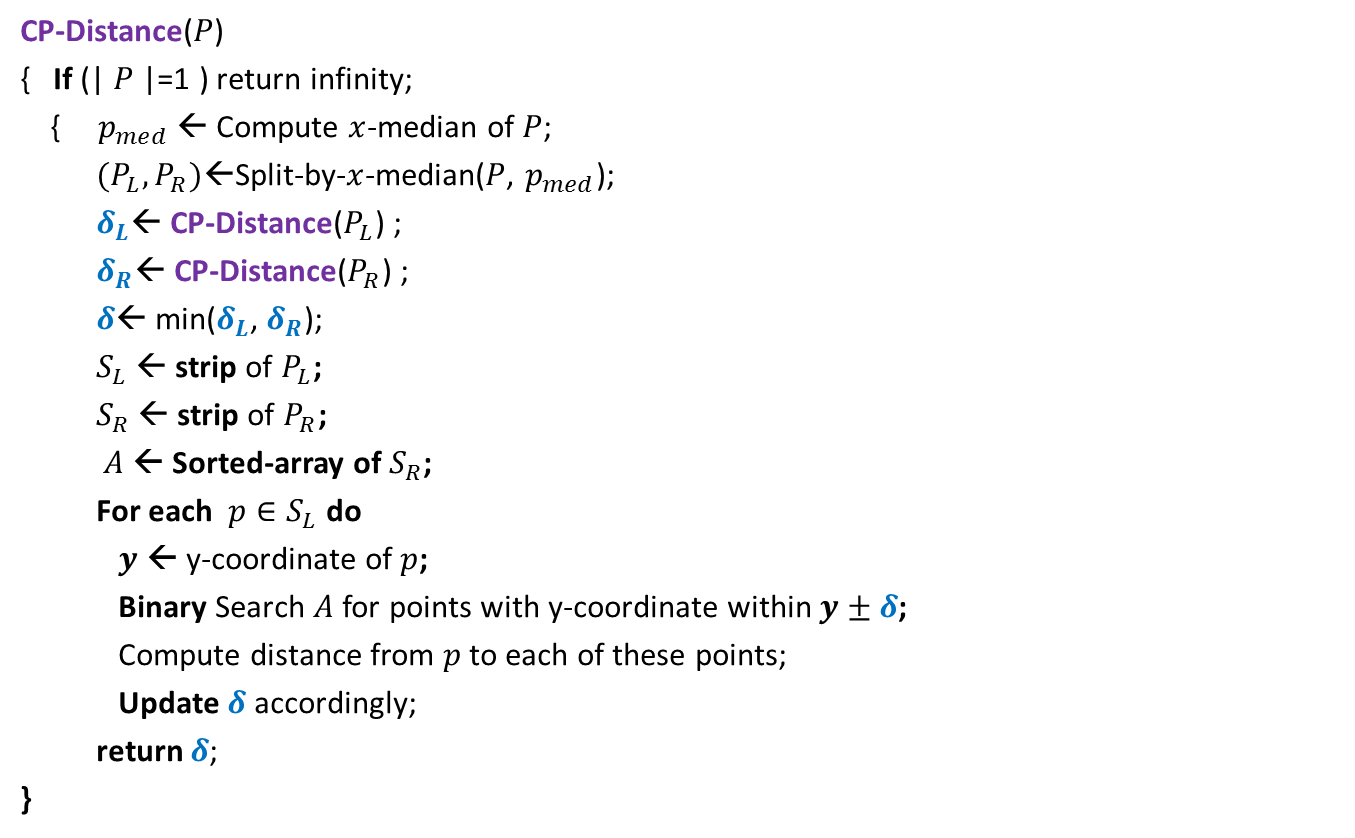 CP-Distance(P)
{ If (| P |=1 ) return infinity;
{ p_med ← Compute x-median of P;
(P_L, P_R)←Split-by-x-median(P, p_med);
δ_L← CP-Distance(P_L) ;
δ_R← CP-Distance(P_R) ;
δ← min(δ_L, δ_R);
S_L ← strip of P_L;
S_R ← strip of P_R;
A ← Sorted-array of S_R;
For each p ∈ S_L do
y ← y-coordinate of p;
Binary Search A for points with y-coordinate within y ± δ;
Compute distance from p to each of these points;
Update δ accordingly;
return δ;
}